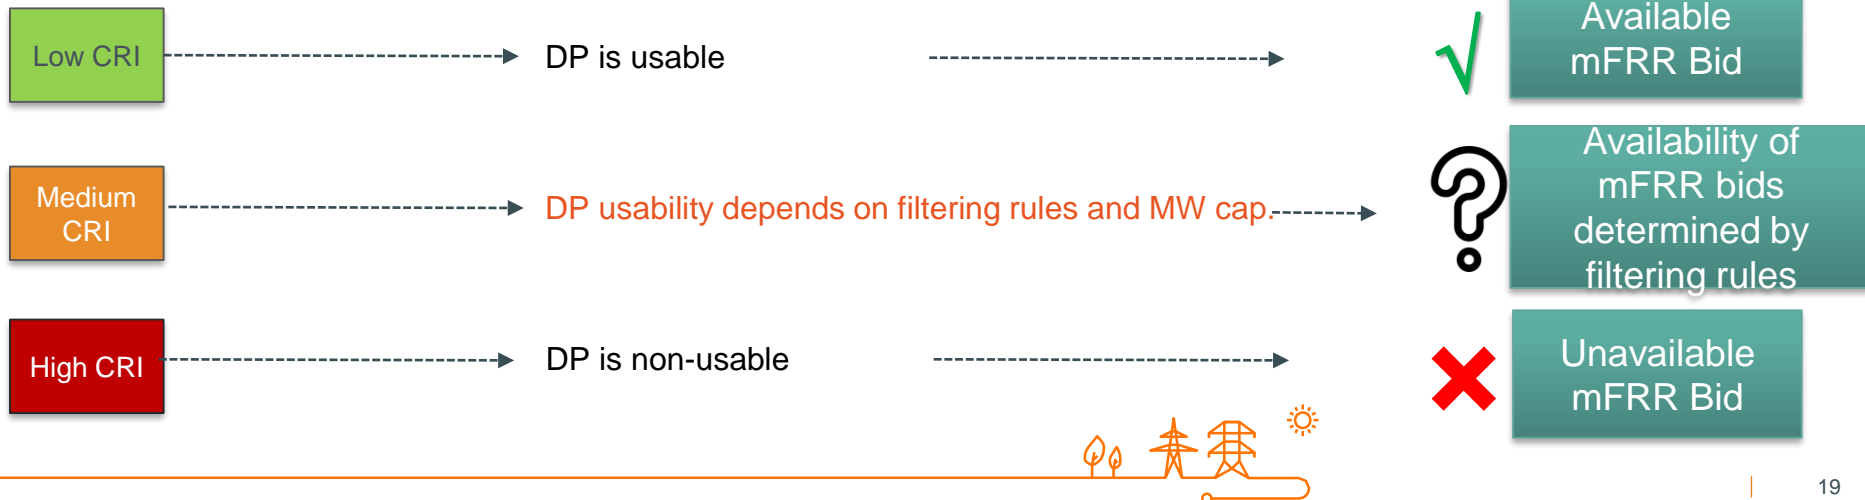 Low CRI
DP is usable
Available
mFRR Bid
Medium
CRI
DP usability depends on filtering rules and MW cap.
Availability of
mFRR bids
determined by
filtering rules
High CRI
DP is non-usable
Unavailable
mFRR Bid
19